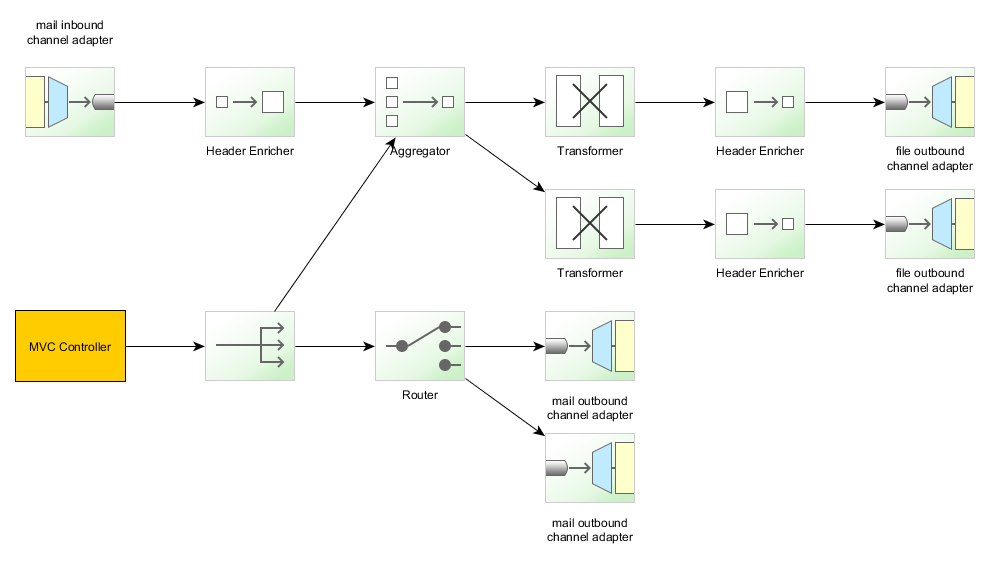 mail inbound
channel adapter
Header Enricher
Aggregator
Transformer
Header Enricher
file outbound
channel adapter
Transformer
Header Enricher
file outbound
channel adapter
MVC Controller
Router
mail outbound
channel adapter
mail outbound
channel adapter